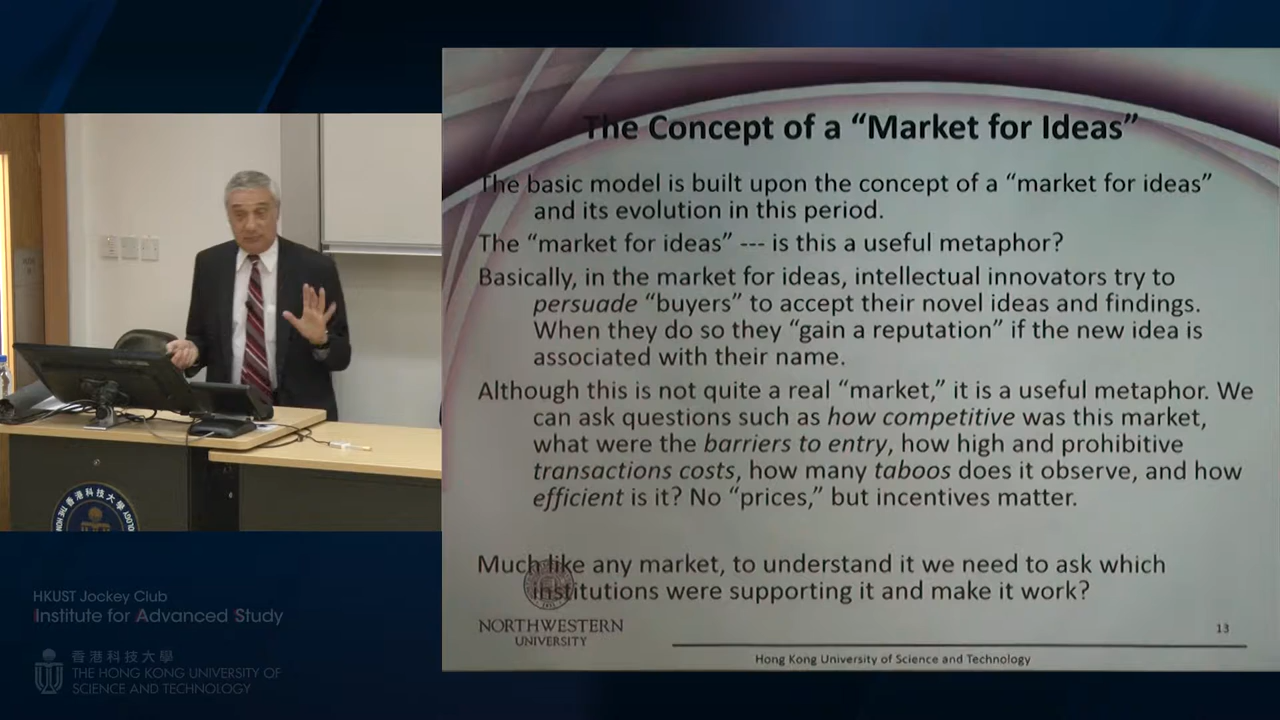 The Concept of a “Market for Ideas”
The basic model is built upon the concept of a “market for ideas”
and its evolution in this period.
The “market for ideas” --- is this a useful metaphor?
Basically, in the market for ideas, intellectual innovators try to
persuade “buyers” to accept their novel ideas and findings.
When they do so they “gain a reputation” if the new idea is
associated with their name.
Although this is not quite a real “market,” it is a useful metaphor. We
can ask questions such as how competitive was this market,
what were the barriers to entry, how high and prohibitive
transactions costs, how many taboos does it observe, and how
efficient is it? No “prices,” but incentives matter.
Much like any market, to understand it we need to ask which
institutions were supporting it and make it work?
NORTHWESTERN
UNIVERSITY
13
Hong Kong University of Science and Technology
香港科技大學
HKUST Jockey Club
Institute for Advanced Study
香港科技大學
THE HONG KONG UNIVERSITY OF
SCIENCE AND TECHNOLOGY